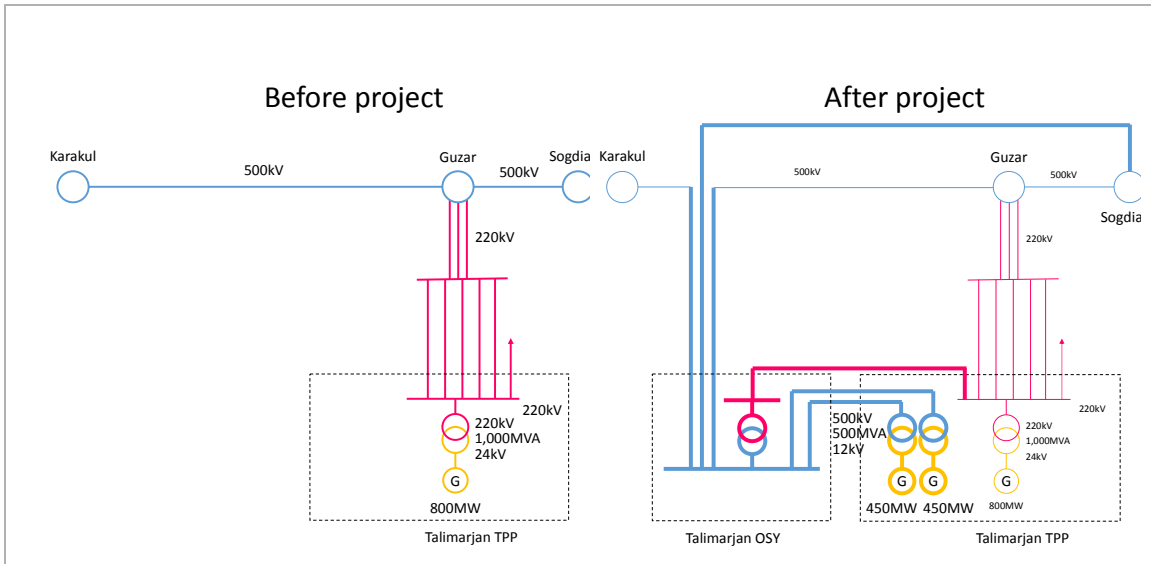 Before project
Karakul
500kV
Guzar
500kV
Sogdia
220kV
220kV
220kV
1,000MVA
24kV
G
800MW
Talimarjan TPP
After project
Karakul
500kV
Guzar
500kV
Sogdia
220kV
220kV
500kV
500MVA
12kV
220kV
1,000MVA
24kV
G
G
G
450MW
450MW
800MW
Talimarjan OSY
Talimarjan TPP